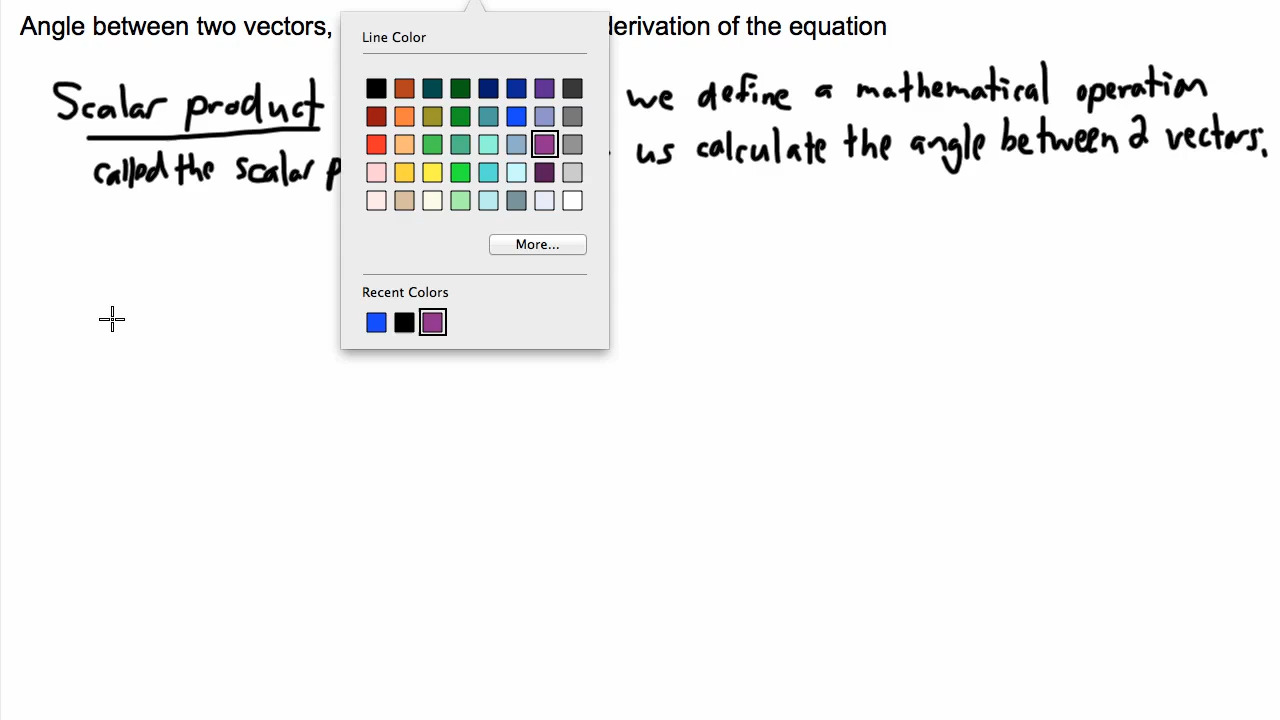 Angle between two vectors, derivation of the equation
Scalar product we define a mathematical operation
called the scalar p us calculate the angle between 2 vectors.
Line Color
More...
Recent Colors